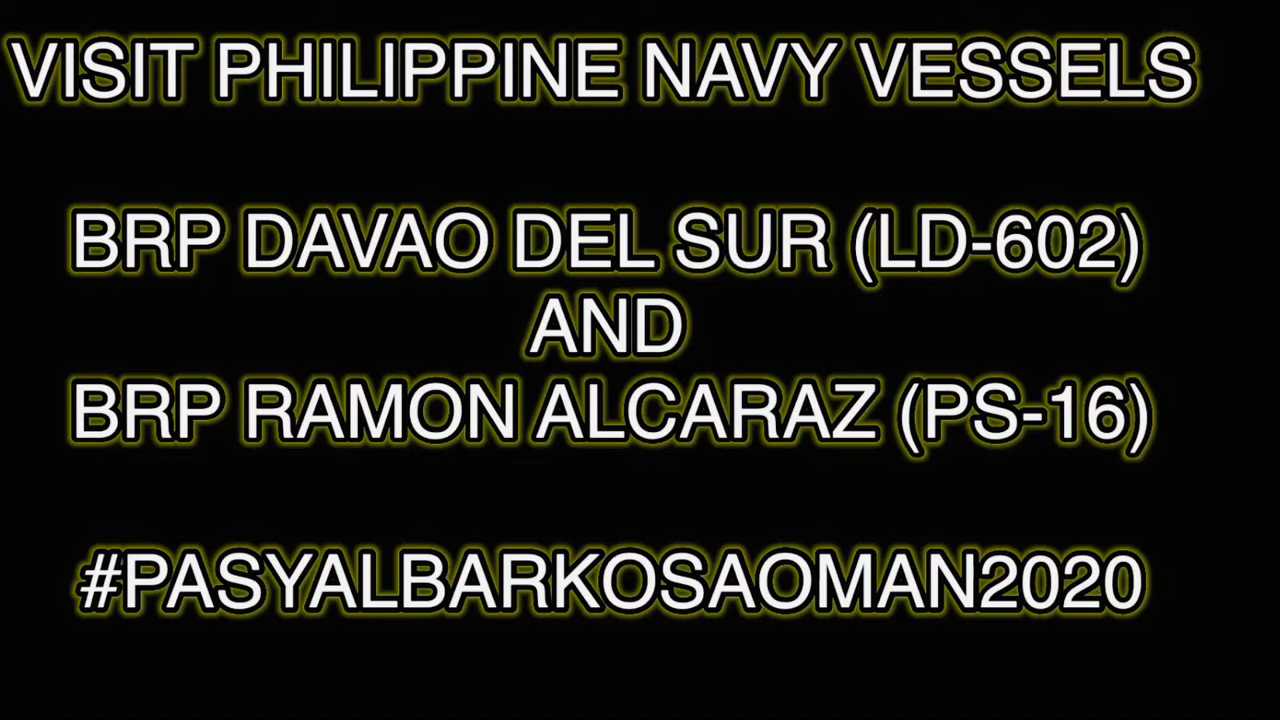 VISIT PHILIPPINE NAVY VESSELS
BRP DAVAO DEL SUR (LD-602)
AND
BRP RAMON ALCARAZ (PS-16)
#PASYALBARKOSAOMAN2020